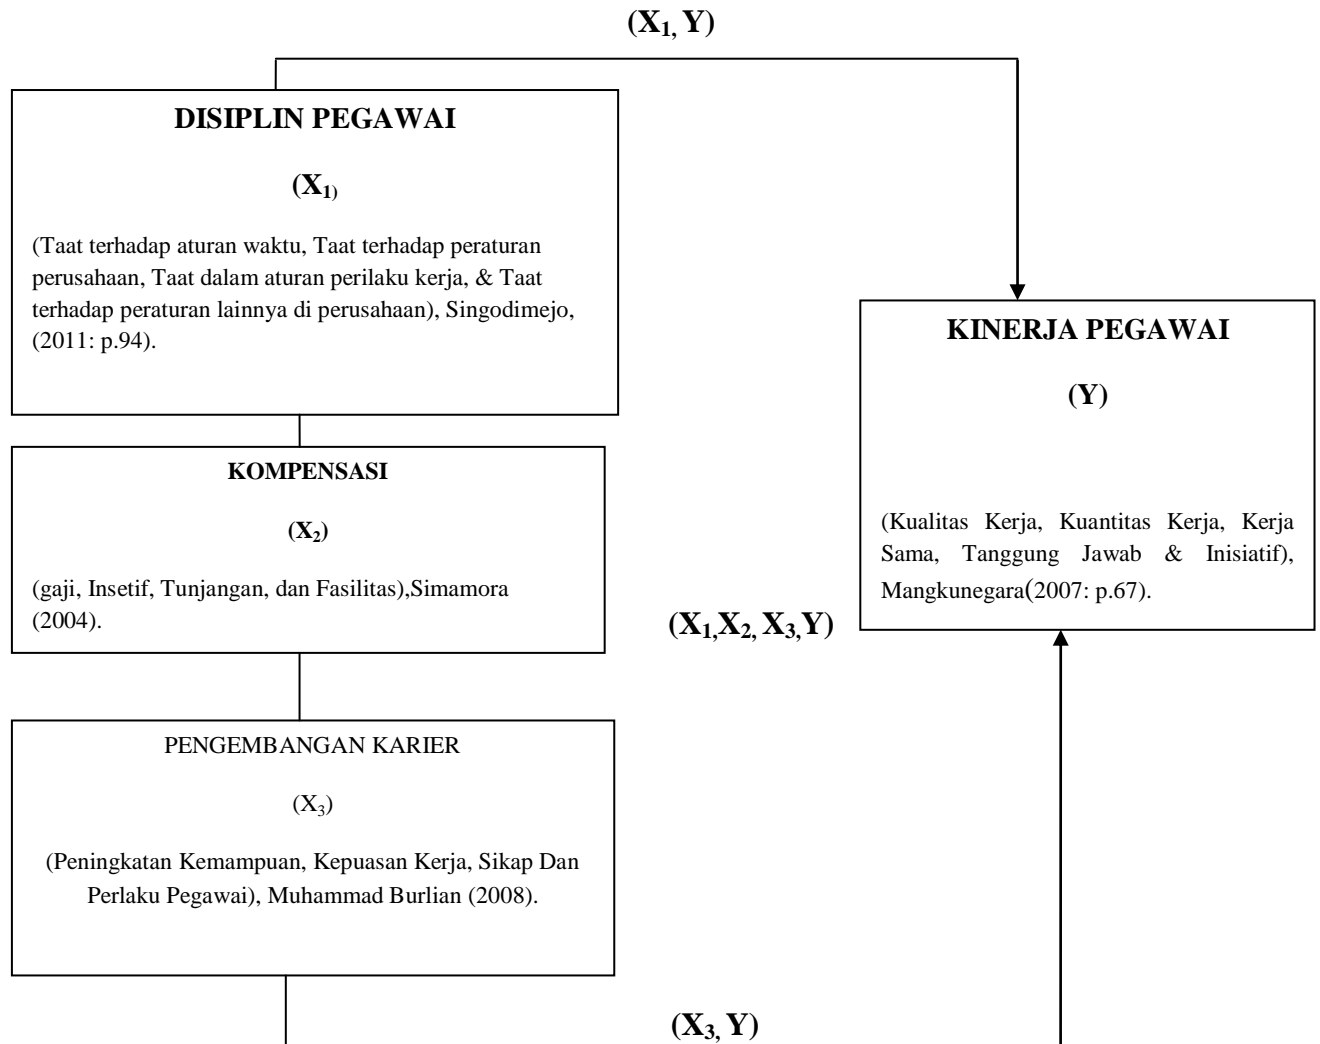 (X1, Y)
DISIPLIN PEGAWAI
(X1)
(Taat terhadap aturan waktu, Taat terhadap peraturan
perusahaan, Taat dalam aturan perilaku kerja, & Taat
terhadap peraturan lainnya di perusahaan), Singodimejo,
(2011: p.94).
KOMPENSASI
(X2)
(gaji, Insetif, Tunjangan, dan Fasilitas),Simamora
(2004).
PENGEMBANGAN KARIER
(X3)
(Peningkatan Kemampuan, Kepuasan Kerja, Sikap Dan
Perlaku Pegawai), Muhammad Burlian (2008).
KINERJA PEGAWAI
(Y)
(Kualitas Kerja, Kuantitas Kerja, Kerja
Sama, Tanggung Jawab & Inisiatif),
Mangkunegara(2007: p.67).
(X1,X2, X3,Y)
(X3, Y)